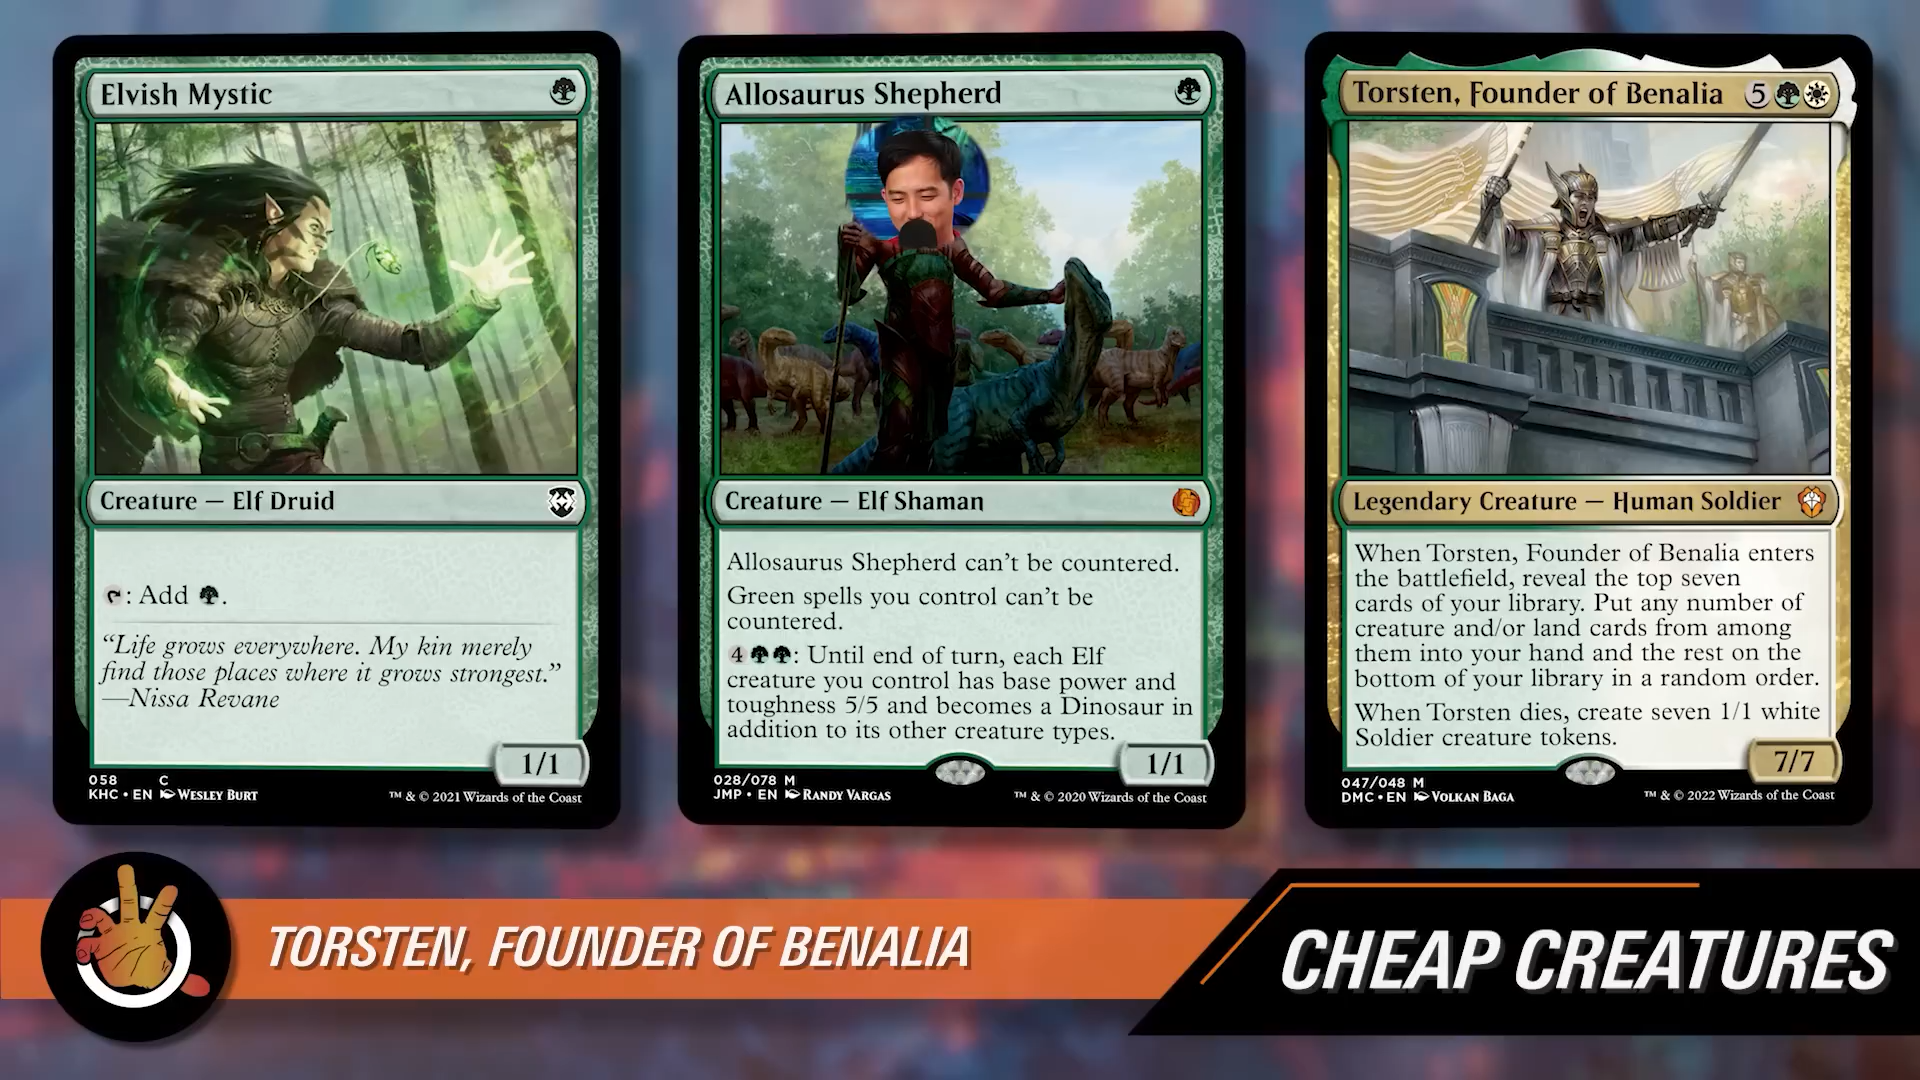 Elvish Mystic
Creature — Elf Druid
: Add .
“Life grows everywhere. My kin merely
find those places where it grows strongest.”
—Nissa Revane
1/1
058 C
KHC • EN WESLEY BURT
™ & © 2021 Wizards of the Coast
Allosaurus Shepherd
Creature — Elf Shaman
Allosaurus Shepherd can’t be countered.
Green spells you control can’t be
countered.
4: Until end of turn, each Elf
creature you control has base power and
toughness 5/5 and becomes a Dinosaur in
addition to its other creature types.
1/1
028/078 M
JMP • EN RANDY VARGAS
™ & © 2020 Wizards of the Coast
Torsten, Founder of Benalia 5
Legendary Creature — Human Soldier
When Torsten, Founder of Benalia enters
the battlefield, reveal the top seven
cards of your library. Put any number of
creature and/or land cards from among
them into your hand and the rest on the
bottom of your library in a random order.
When Torsten dies, create seven 1/1 white
Soldier creature tokens.
7/7
047/048 M
DMC • EN VOLKAN BAGA
™ & © 2022 Wizards of the Coast
TORSTEN, FOUNDER OF BENALIA
CHEAP CREATURES